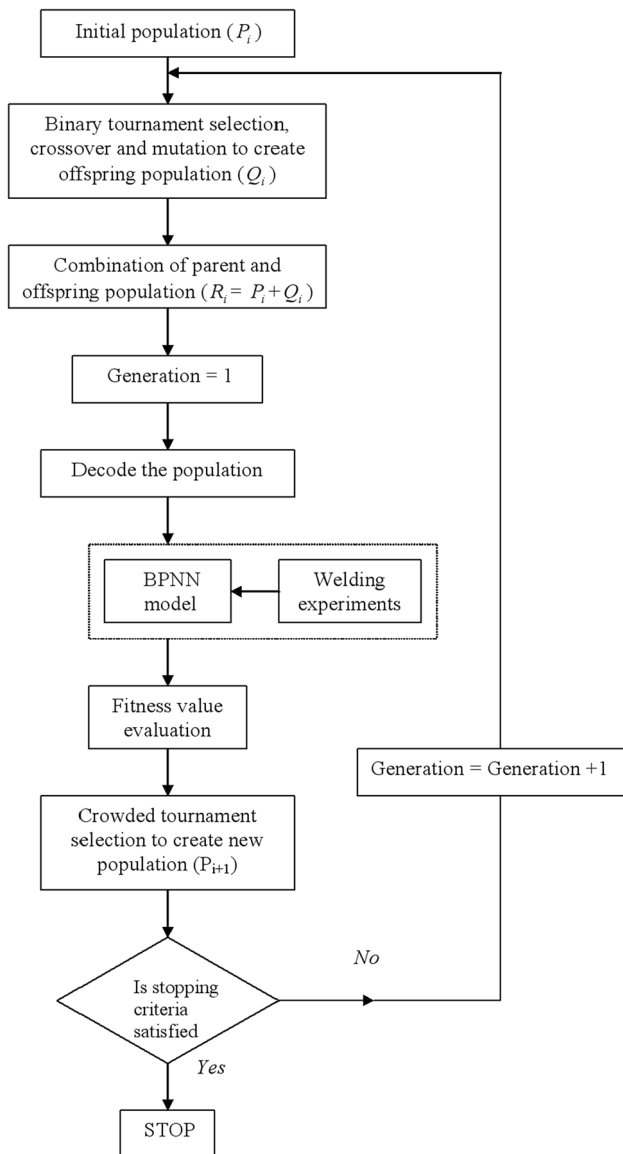 Initial population (P_i)
Binary tournament selection,
crossover and mutation to create
offspring population (Q_i)
Combination of parent and
offspring population (R_i = P_i + Q_i)
Generation = 1
Decode the population
BPNN
model
Welding
experiments
Fitness value
evaluation
Generation = Generation +1
Crowded tournament
selection to create new
population (P_i+1)
No
Is stopping
criteria
satisfied
Yes
STOP